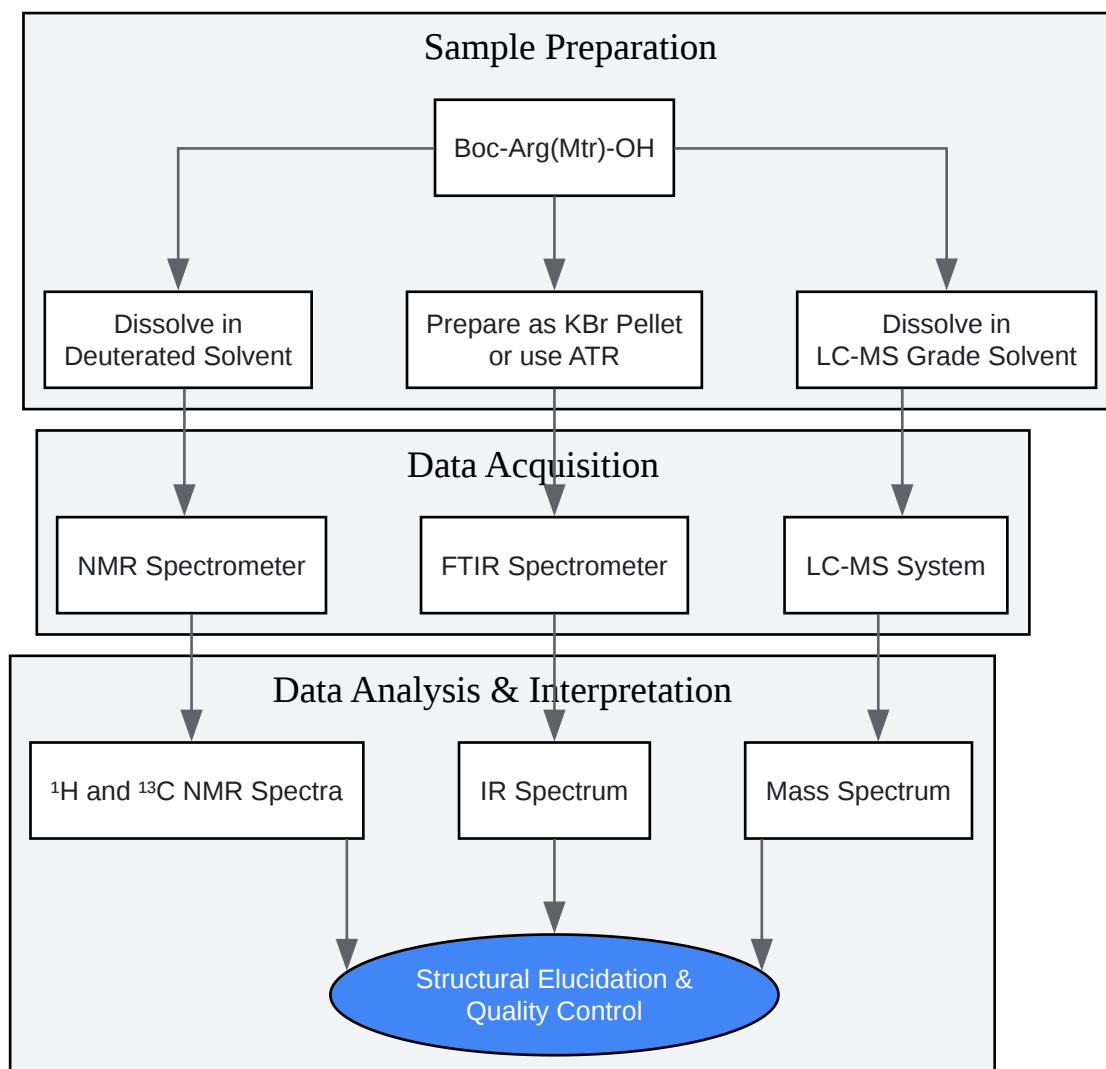 Sample Preparation
Boc-Arg(Mtr)-OH
Dissolve in
Deuterated Solvent
Prepare as KBr Pellet
or use ATR
Dissolve in
LC-MS Grade Solvent
Data Acquisition
NMR Spectrometer
FTIR Spectrometer
LC-MS System
Data Analysis & Interpretation
¹H and ¹³C NMR Spectra
IR Spectrum
Mass Spectrum
Structural Elucidation &
Quality Control